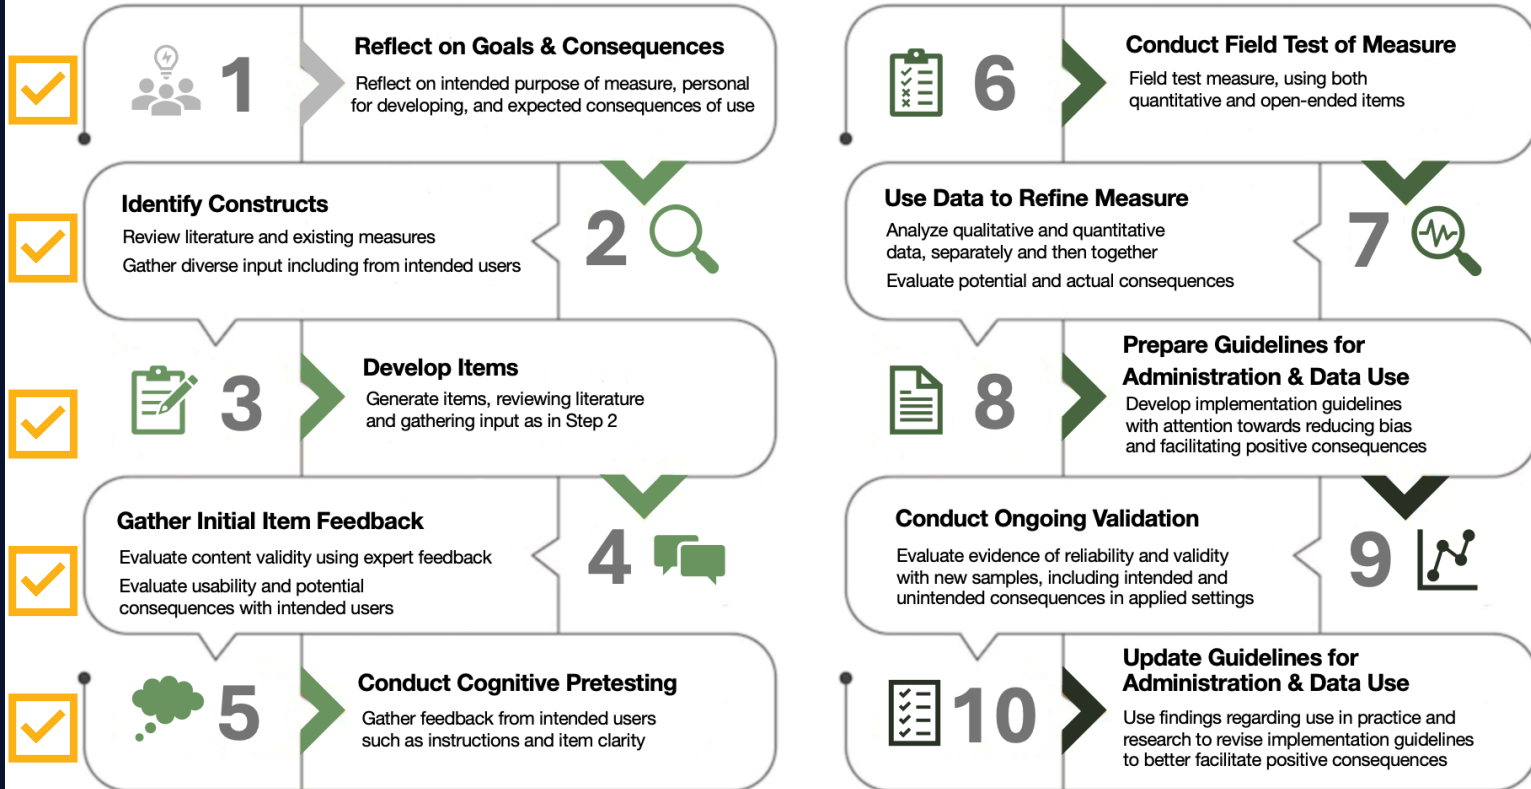 1
Reflect on Goals & Consequences
Reflect on intended purpose of measure, personal
for developing, and expected consequences of use
Identify Constructs
Review literature and existing measures
Gather diverse input including from intended users
2
3
Develop Items
Generate items, reviewing literature
and gathering input as in Step 2
Gather Initial Item Feedback
Evaluate content validity using expert feedback
Evaluate usability and potential
consequences with intended users
4
5
Conduct Cognitive Pretesting
Gather feedback from intended users
such as instructions and item clarity
6
Conduct Field Test of Measure
Field test measure, using both
quantitative and open-ended items
Use Data to Refine Measure
Analyze qualitative and quantitative
data, separately and then together
Evaluate potential and actual consequences
7
8
Prepare Guidelines for
Administration & Data Use
Develop implementation guidelines
with attention towards reducing bias
and facilitating positive consequences
Conduct Ongoing Validation
Evaluate evidence of reliability and validity
with new samples, including intended and
unintended consequences in applied settings
9
10
Update Guidelines for
Administration & Data Use
Use findings regarding use in practice and
research to revise implementation guidelines
to better facilitate positive consequences